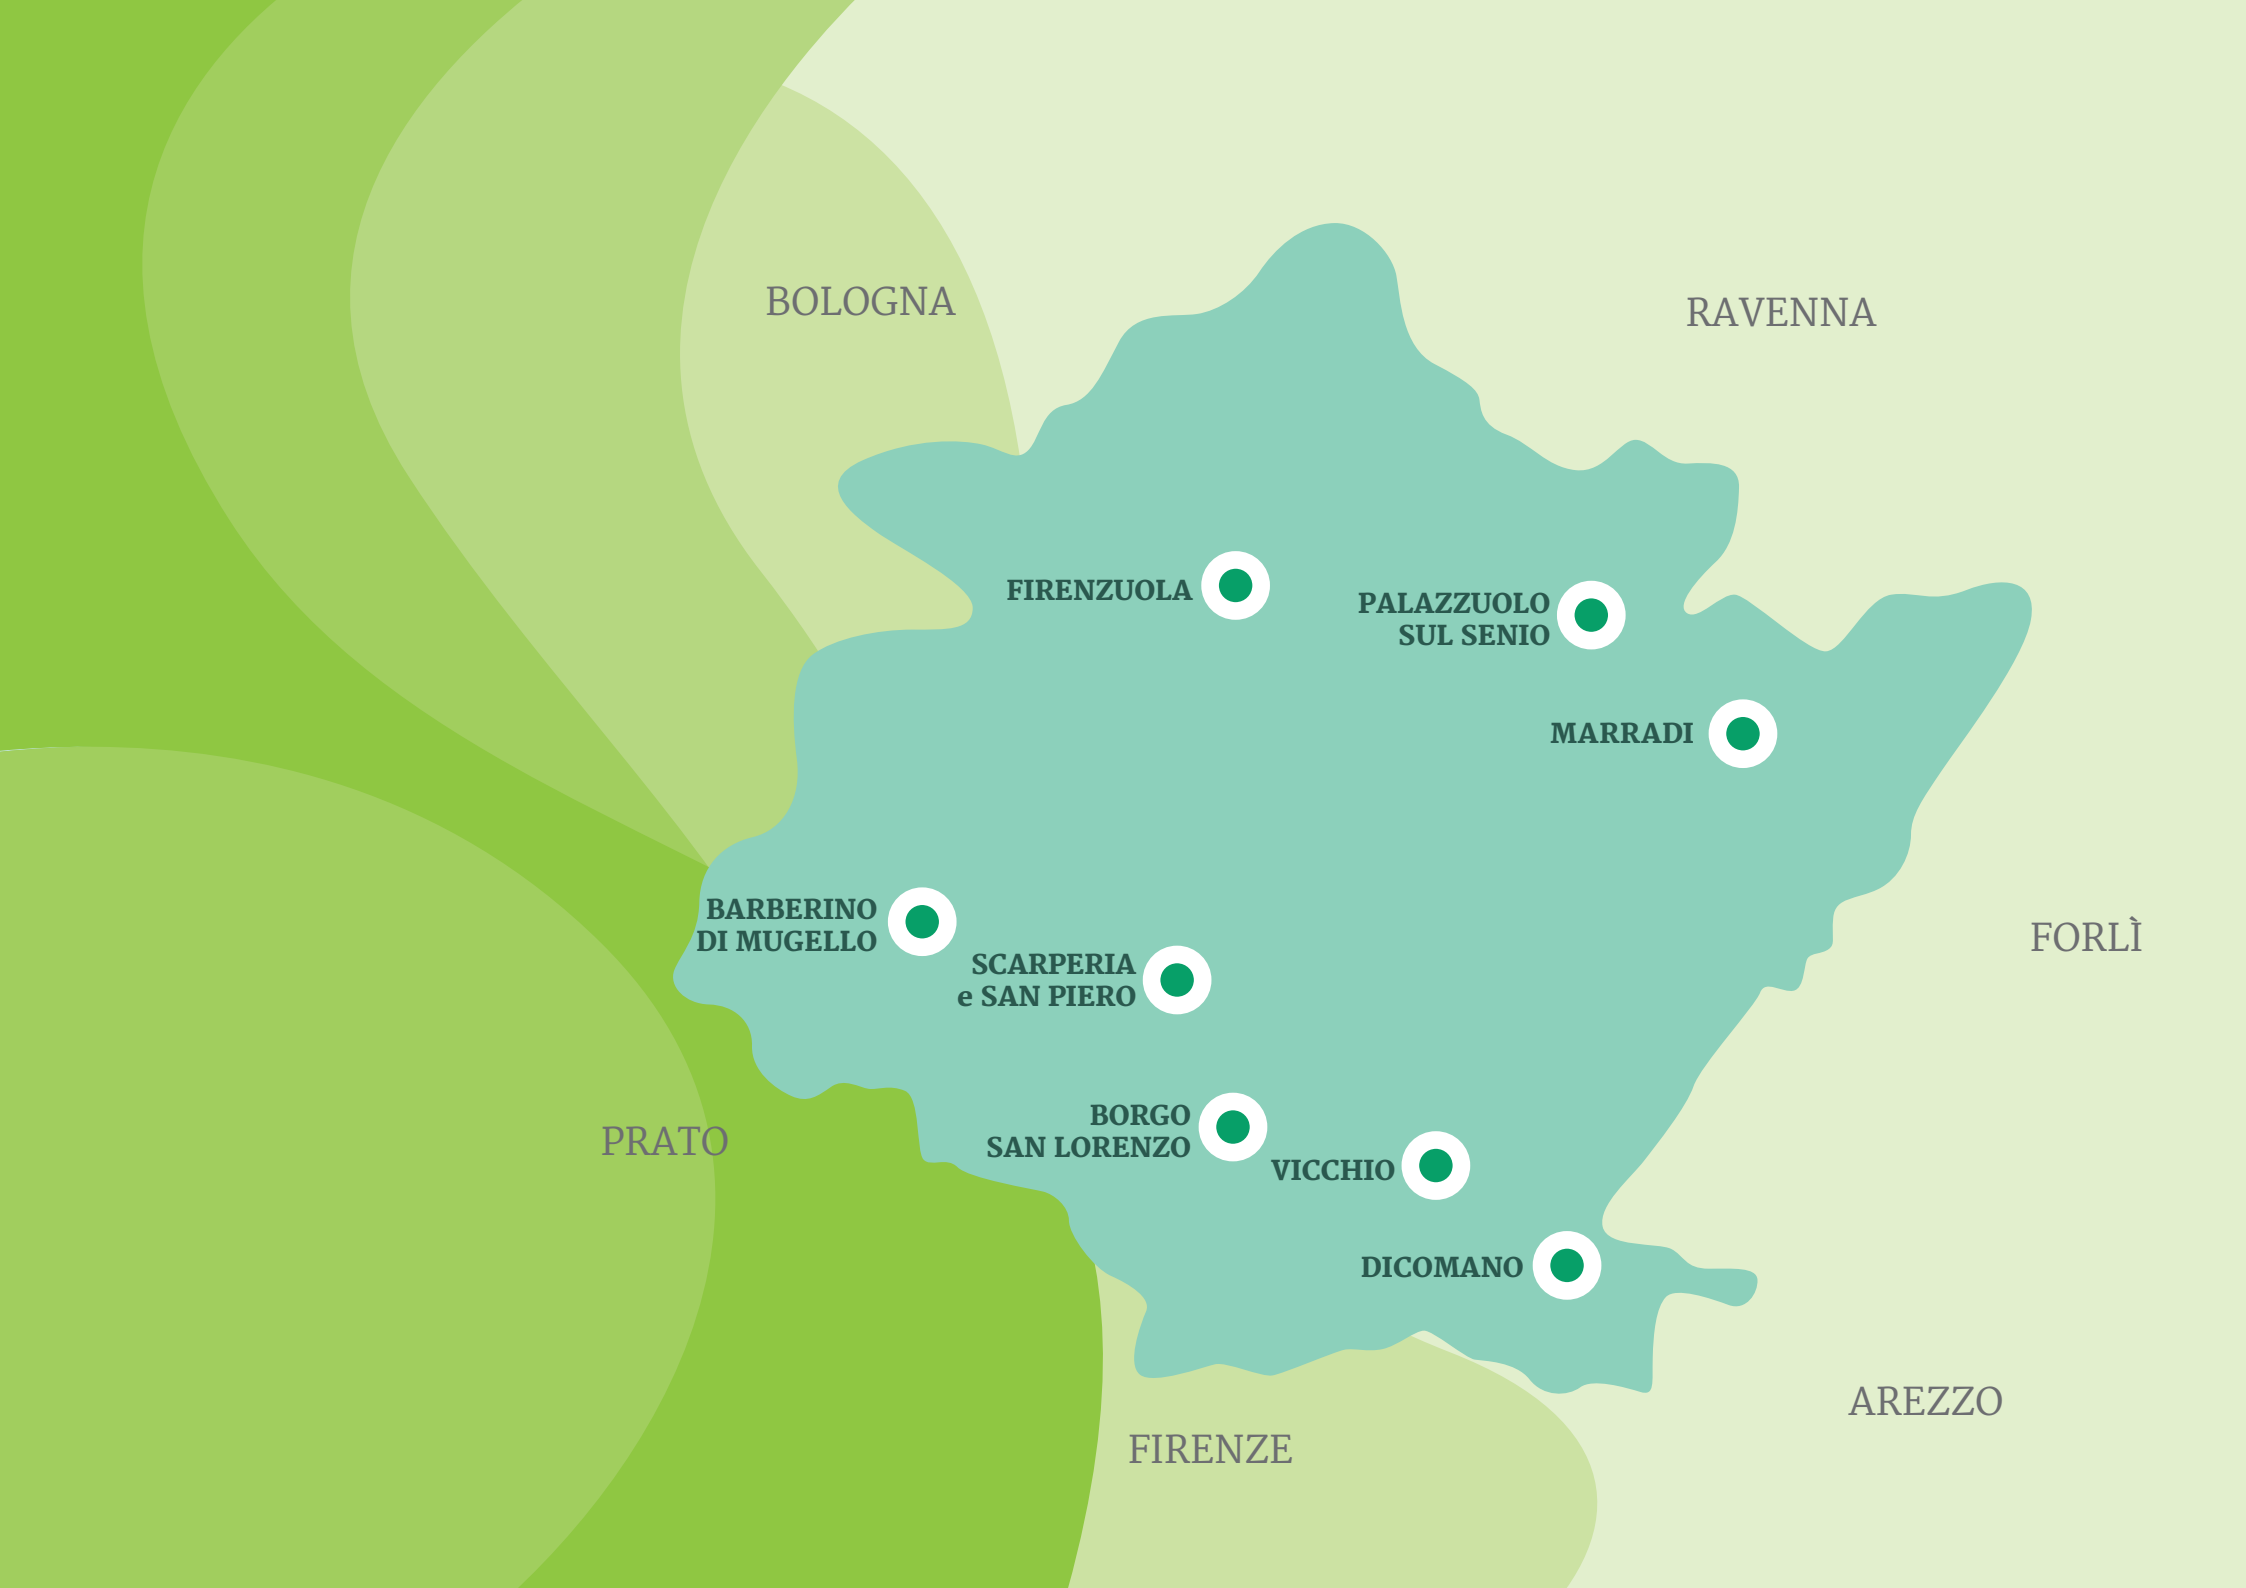 BOLOGNA
RAVENNA
FIRENZUOLA
PALAZZUOLO
SUL SENIO
MARRADI
BARBERINO
DI MUGELLO
FORLÌ
SCARPERIA
e SAN PIERO
BORGO
SAN LORENZO
PRATO
VICCHIO
DICOMANO
AREZZO
FIRENZE